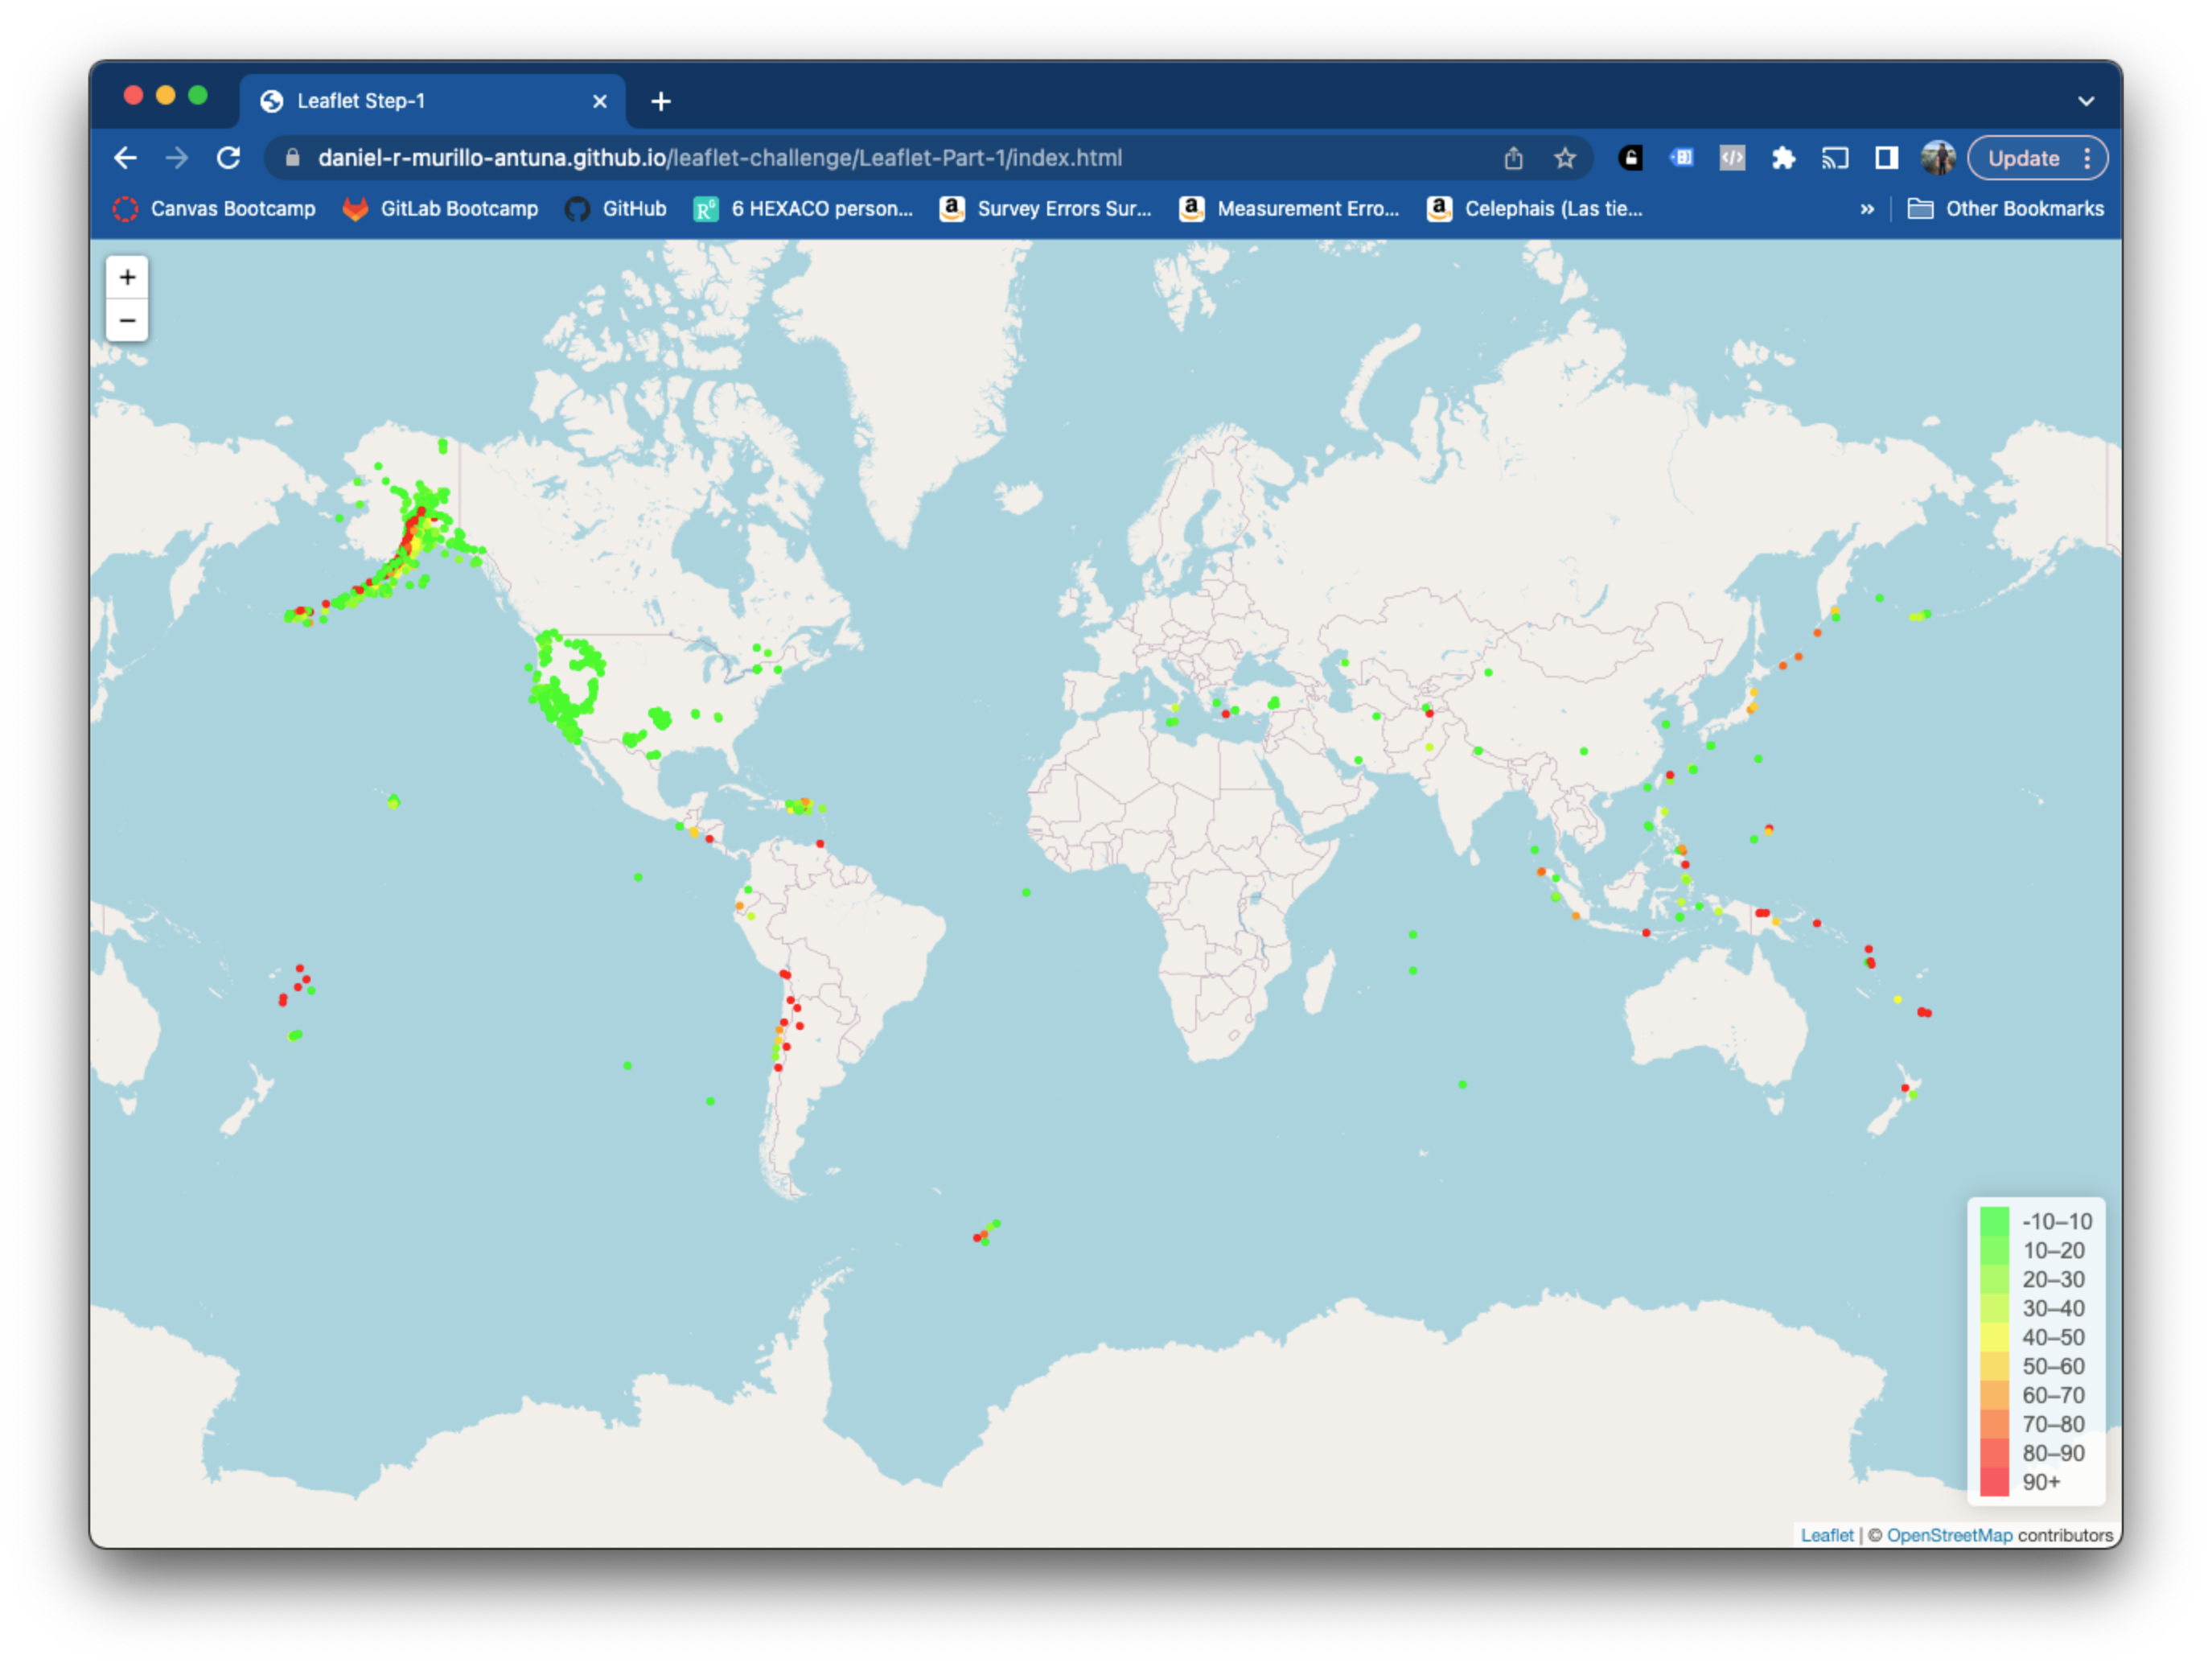 Leaflet Step-1
daniel-r-murillo-antuna.github.io/leaflet-challenge/Leaflet-Part-1/index.html
Update
Canvas Bootcamp
GitLab Bootcamp
GitHub
R^G
6 HEXACO person...
a
Survey Errors Sur...
a
Measurement Erro...
a
Celephais (Las tie...
»
Other Bookmarks
+
−
-10–10
10–20
20–30
30–40
40–50
50–60
60–70
70–80
80–90
90+
Leaflet | © OpenStreetMap contributors